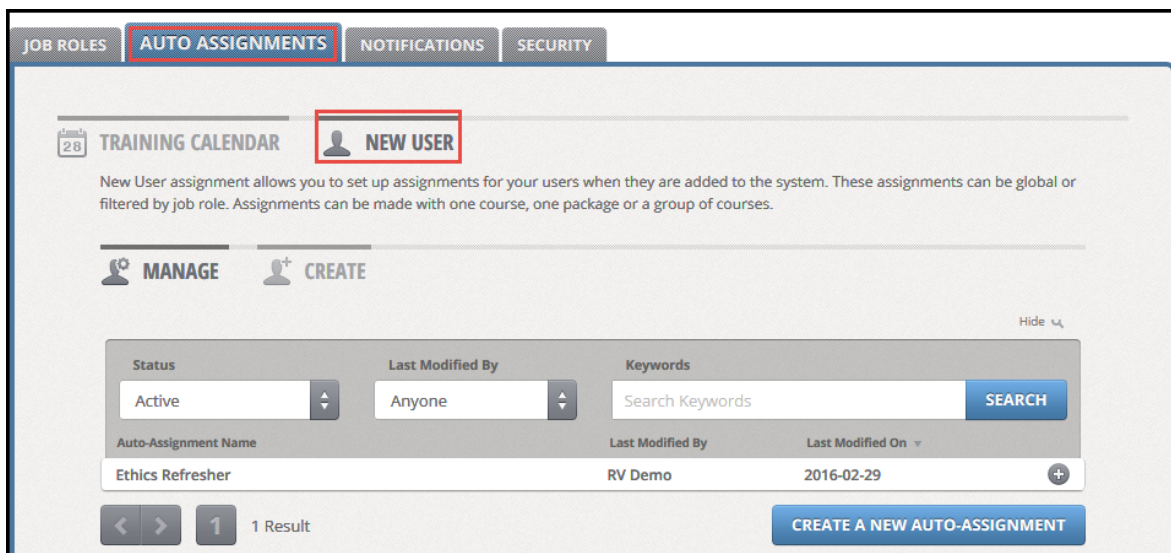 JOB ROLES AUTO ASSIGNMENTS NOTIFICATIONS SECURITY
28 TRAINING CALENDAR NEW USER
New User assignment allows you to set up assignments for your users when they are added to the system. These assignments can be global or
filtered by job role. Assignments can be made with one course, one package or a group of courses.
MANAGE CREATE
Hide
Status Last Modified By Keywords
Active Anyone Search Keywords SEARCH
Auto-Assignment Name Last Modified By Last Modified On
Ethics Refresher RV Demo 2016-02-29
1 1 Result CREATE A NEW AUTO-ASSIGNMENT